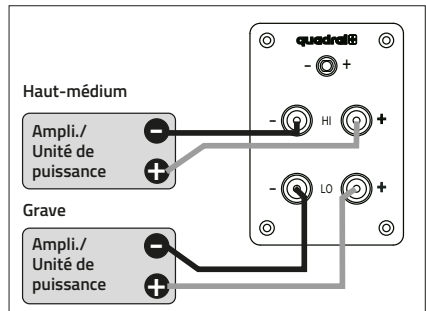 quadral
- +
Haut-médium
Ampli./
Unité de
puissance
-
+
- HI +
Grave
Ampli./
Unité de
puissance
-
+
- LO +